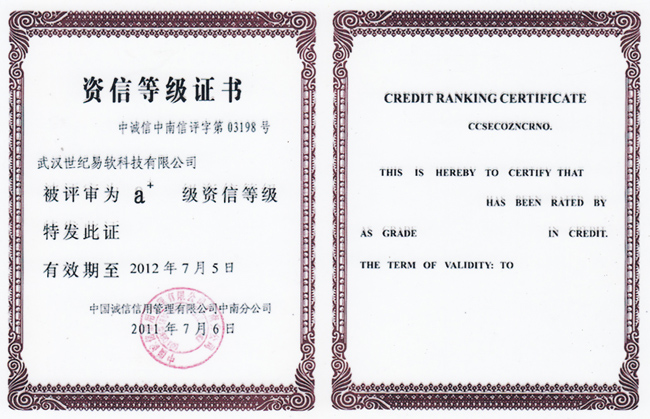 资信等级证书
中诚信中南信评字第 03198 号
武汉世纪易软科技有限公司
被评审为 a+ 级资信等级
特发此证
有效期至 2012 年 7 月 5 日
中国诚信信用管理有限公司中南分公司
2011 年 7 月 6 日
CREDIT RANKING CERTIFICATE
CCSECOZNCRNO.
THIS IS HEREBY TO CERTIFY THAT
HAS BEEN RATED BY
AS GRADE IN CREDIT.
THE TERM OF VALIDITY: TO